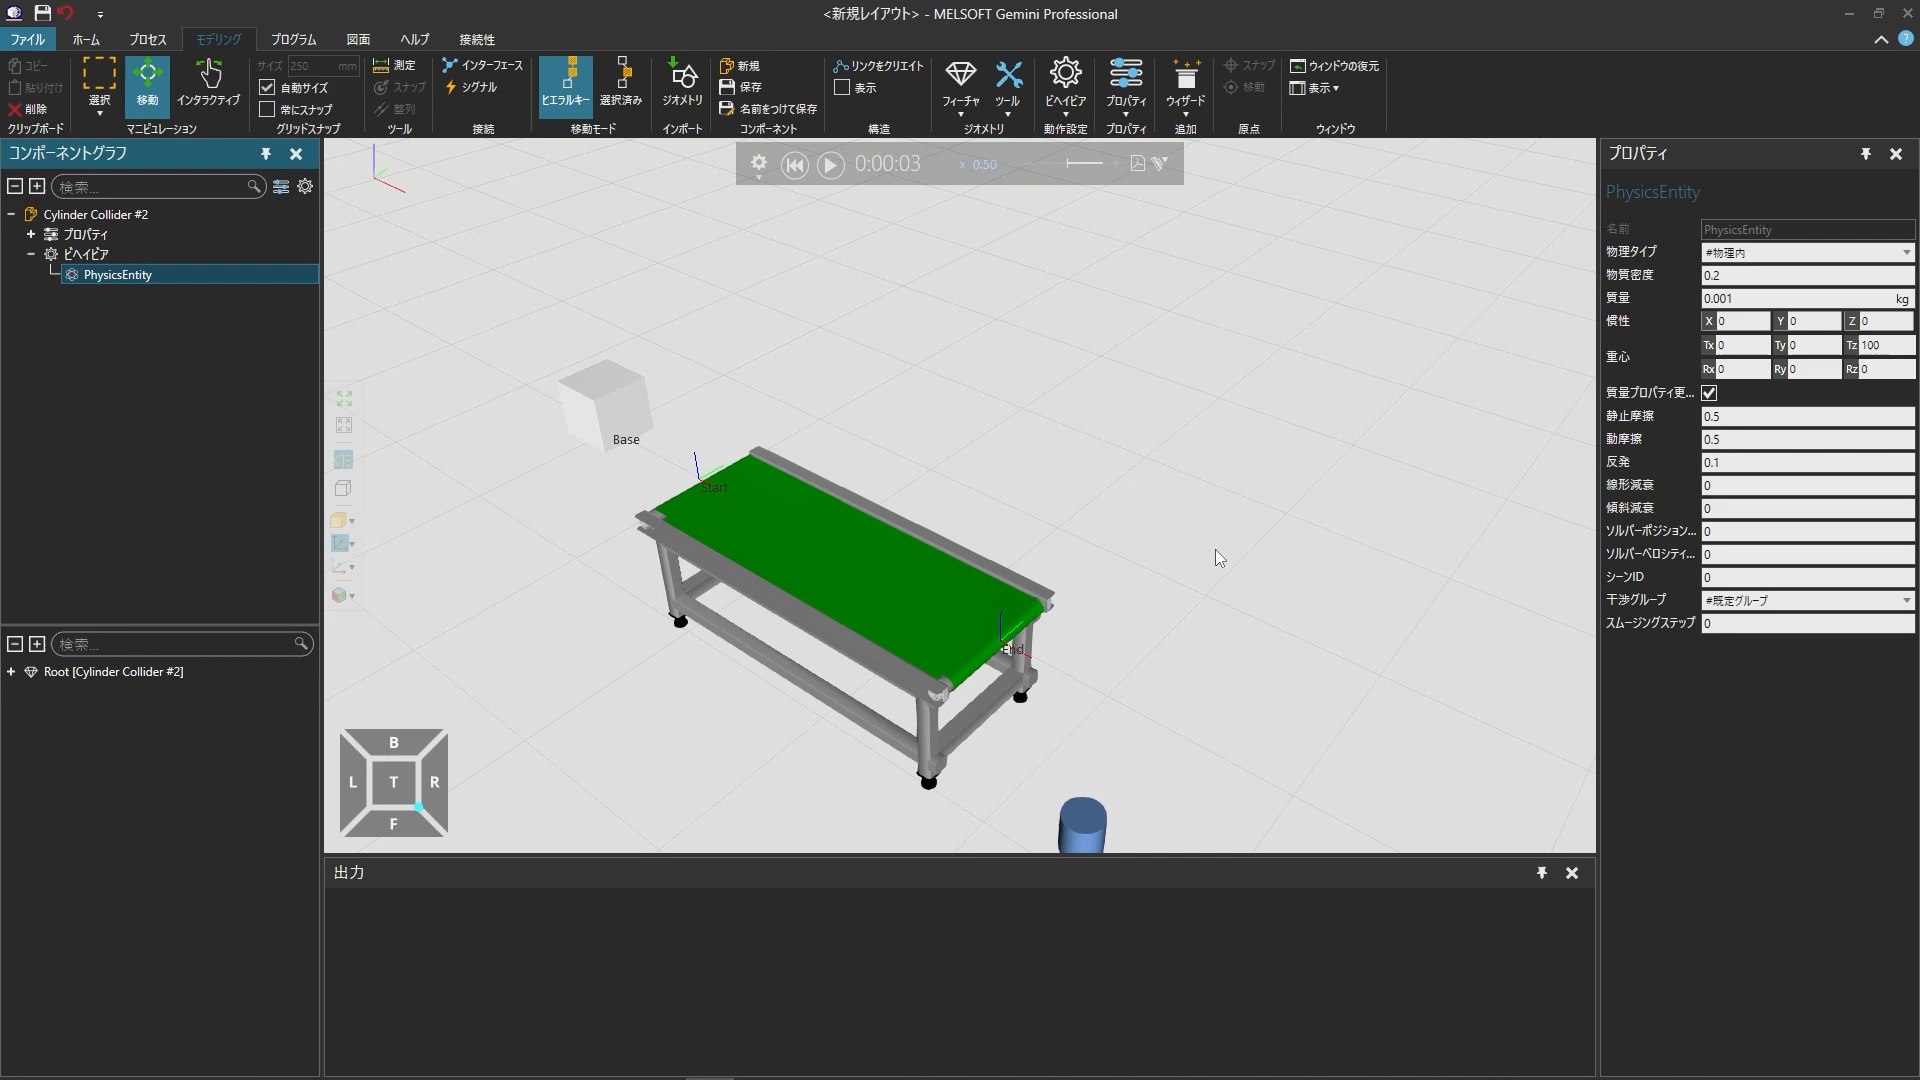 <新規レイアウト> - MELSOFT Gemini Professional
ファイル ホーム プロセス モデリング プログラム 図面 ヘルプ 接続性
コピー
貼り付け
削除
クリップボード
選択
移動
インタラクティブ
マニピュレーション
サイズ 250 mm
自動サイズ
常にスナップ
グリッドスナップ
測定
スナップ
整列
ツール
インターフェース
シグナル
接続
ヒエラルキー
選択済み
移動モード
ジオメトリ
インポート
新規
保存
名前をつけて保存
コンポーネント
リンクをクリエイト
表示
構造
フィーチャ
ツール
ジオメトリ
ビヘイビア
動作設定
プロパティ
プロパティ
ウィザード
追加
スナップ
移動
原点
ウィンドウの復元
表示
ウィンドウ
コンポーネントグラフ
検索...
Cylinder Collider #2
プロパティ
ビヘイビア
PhysicsEntity
検索...
Root [Cylinder Collider #2]
0:00:03 x 0.50
Base
Start
End
B
L T R
F
出力
プロパティ
PhysicsEntity
名前 PhysicsEntity
物理タイプ #物理内
物質密度 0.2
質量 0.001 kg
慣性 X 0 Y 0 Z 0
重心 Tx 0 Ty 0 Tz 100
Rx 0 Ry 0 Rz 0
質量プロパティ更...
静止摩擦 0.5
動摩擦 0.5
反発 0.1
線形減衰 0
傾斜減衰 0
ソルバーポジション... 0
ソルバーベロシティ... 0
シーンID 0
干渉グループ #既定グループ
スムージングステップ 0